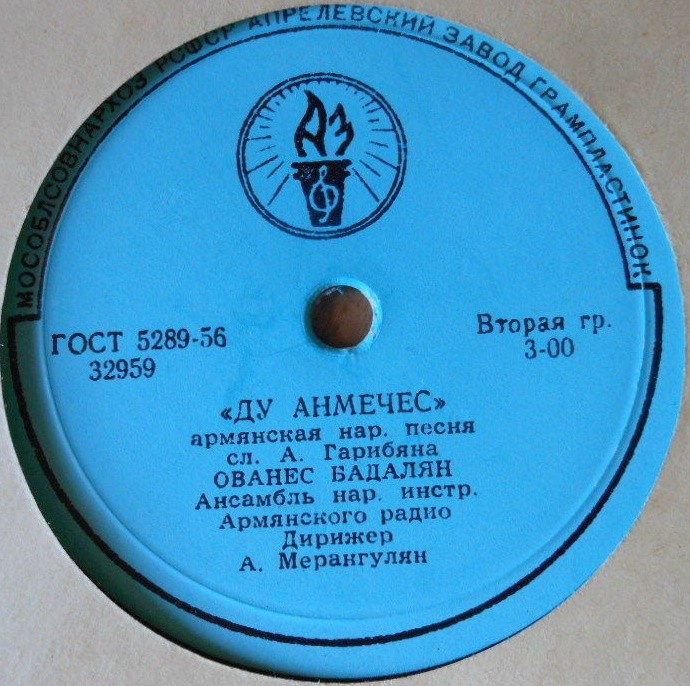 МОСОБЛСОВНАРХОЗ РСФСР АПРЕЛЕВСКИЙ ЗАВОД ГРАМПЛАСТИНОК
АЗ
ГОСТ 5289-56
32959
Вторая гр.
3-00
«ДУ АНМЕЧЕС»
армянская нар. песня
сл. А. Гарибяна
ОВАНЕС БАДАЛЯН
Ансамбль нар. инстр.
Армянского радио
Дирижер
А. Мерангулян